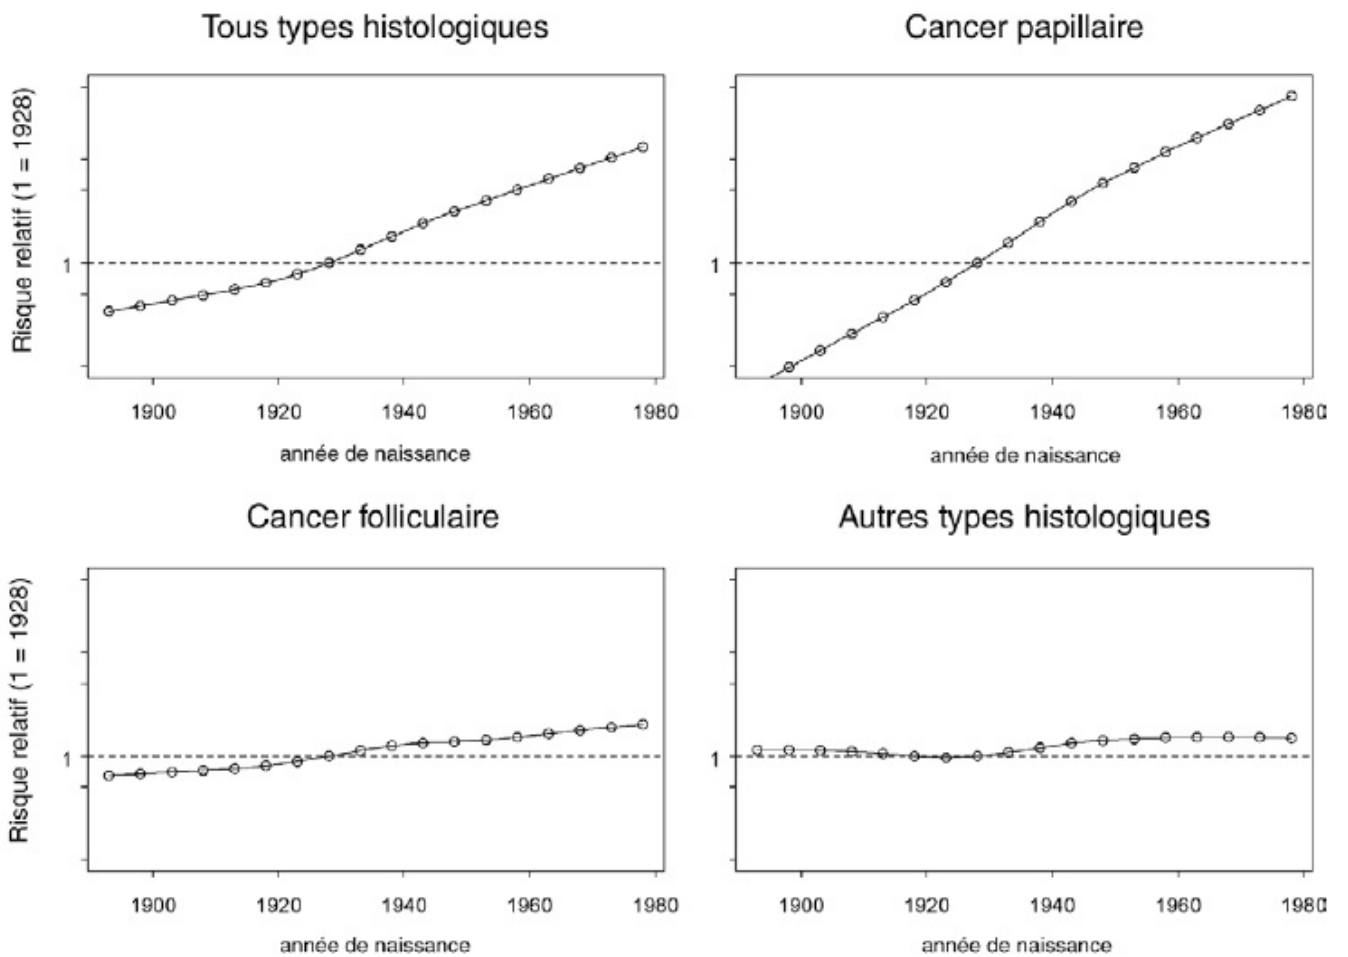 Tous types histologiques
Risque relatif (1 = 1928)
1
1900 1920 1940 1960 1980
année de naissance
Cancer papillaire
1
1900 1920 1940 1960 1980
année de naissance
Cancer folliculaire
Risque relatif (1 = 1928)
1
1900 1920 1940 1960 1980
année de naissance
Autres types histologiques
1
1900 1920 1940 1960 1980
année de naissance